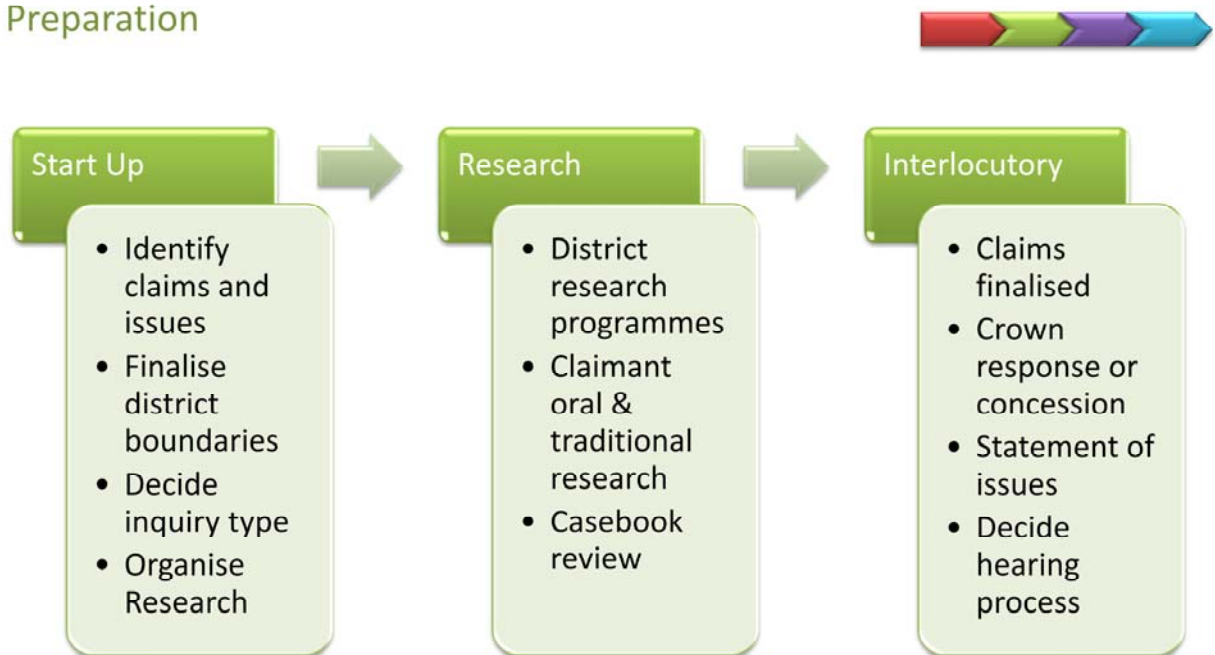 Preparation
Start Up
• Identify
claims and
issues
• Finalise
district
boundaries
• Decide
inquiry type
• Organise
Research
Research
• District
research
programmes
• Claimant
oral &
traditional
research
• Casebook
review
Interlocutory
• Claims
finalised
• Crown
response or
concession
• Statement of
issues
• Decide
hearing
process